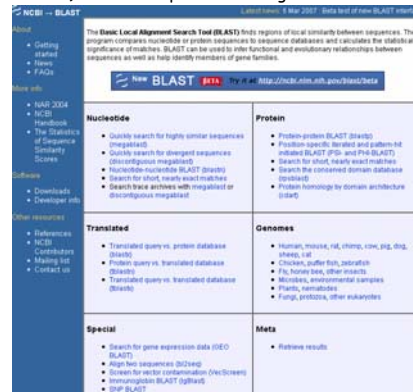 NCBI → BLAST
Latest news: 6 Mar 2007 : Beta test of new BLAST interf
About
Getting
started
News
FAQs
More info
NAR 2004
NCBI
Handbook
The Statistics
of Sequence
Similarity
Scores
Software
Downloads
Developer info
Other resources
References
NCBI
Contributors
Mailing list
Contact us
The Basic Local Alignment Search Tool (BLAST) finds regions of local similarity between sequences. The
program compares nucleotide or protein sequences to sequence databases and calculates the statistical
significance of matches. BLAST can be used to infer functional and evolutionary relationships between
sequences as well as help identify members of gene families.
New BLAST BETA Try it at http://ncbi.nlm.nih.gov/blast/beta
Nucleotide
Quickly search for highly similar sequences
(megablast)
Quickly search for divergent sequences
(discontiguous megablast)
Nucleotide-nucleotide BLAST (blastn)
Search for short, nearly exact matches
Search trace archives with megablast or
discontiguous megablast
Protein
Protein-protein BLAST (blastp)
Position-specific iterated and pattern-hit
initiated BLAST (PSI- and PHI-BLAST)
Search for short, nearly exact matches
Search the conserved domain database
(rpsblast)
Protein homology by domain architecture
(cdart)
Translated
Translated query vs. protein database
(blastx)
Protein query vs. translated database
(tblastn)
Translated query vs. translated database
(tblastx)
Genomes
Human, mouse, rat, chimp, cow, pig, dog,
sheep, cat
Chicken, puffer fish, zebrafish
Fly, honey bee, other insects
Microbes, environmental samples
Plants, nematodes
Fungi, protozoa, other eukaryotes
Special
Search for gene expression data (GEO
BLAST)
Align two sequences (bl2seq)
Screen for vector contamination (VecScreen)
Immunoglobin BLAST (IgBlast)
SNP BLAST
Meta
Retrieve results